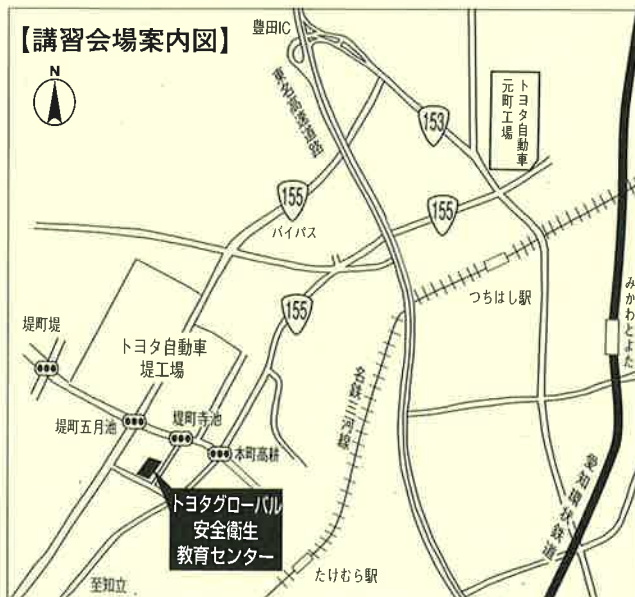 【講習会場案内図】
N
豊田IC
東名高速道路
153
トヨタ自動車
元町工場
155
バイパス
155
155
つちはし駅
みかわとよた
堤町堤
トヨタ自動車
堤工場
名鉄三河線
堤町五月池
堤町寺池
本町高耕
愛知環状鉄道
トヨタグローバル
安全衛生
教育センター
たけむら駅
至知立